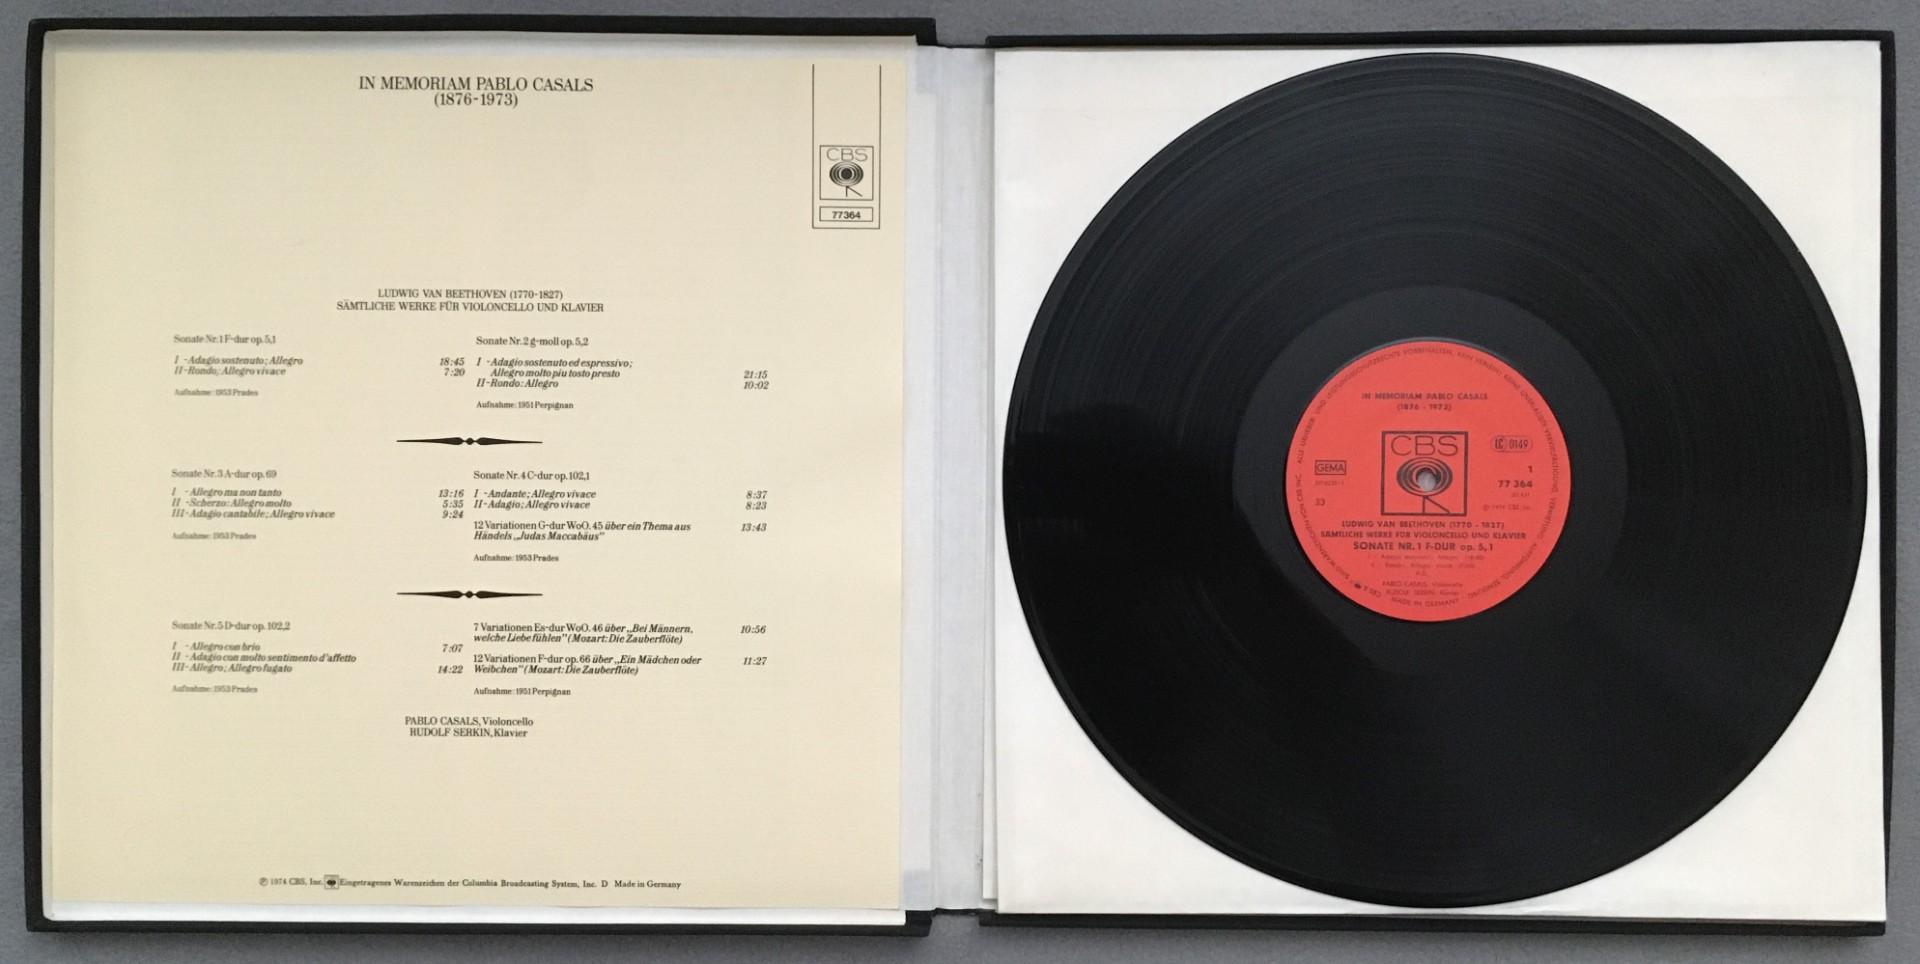 IN MEMORIAM PABLO CASALS
(1876-1973)
CBS
77364
LUDWIG VAN BEETHOVEN (1770-1827)
SÄMTLICHE WERKE FÜR VIOLONCELLO UND KLAVIER
Sonate Nr. 1 F-dur op. 5,1
I - Adagio sostenuto; Allegro 18:45
II - Rondo; Allegro vivace 7:20
Aufnahme: 1953 Prades
Sonate Nr. 2 g-moll op. 5,2
I - Adagio sostenuto ed espressivo;
Allegro molto piu tosto presto 21:15
II - Rondo: Allegro 10:02
Aufnahme: 1951 Perpignan
Sonate Nr. 3 A-dur op. 69
I - Allegro ma non tanto 13:16
II - Scherzo: Allegro molto 5:35
III - Adagio cantabile; Allegro vivace 9:24
Aufnahme: 1953 Prades
Sonate Nr. 4 C-dur op. 102,1
I - Andante; Allegro vivace 8:37
II - Adagio; Allegro vivace 8:23
12 Variationen G-dur WoO. 45 über ein Thema aus 13:43
Händels „Judas Maccabäus"
Aufnahme: 1953 Prades
Sonate Nr. 5 D-dur op. 102,2
I - Allegro con brio 7:07
II - Adagio con molto sentimento d'affetto
III - Allegro; Allegro fugato 14:22
Aufnahme: 1953 Prades
7 Variationen Es-dur WoO. 46 über „Bei Männern, 10:56
welche Liebe fühlen" (Mozart: Die Zauberflöte)
12 Variationen F-dur op. 66 über „Ein Mädchen oder 11:27
Weibchen" (Mozart: Die Zauberflöte)
Aufnahme: 1951 Perpignan
PABLO CASALS, Violoncello
RUDOLF SERKIN, Klavier
℗ 1974 CBS, Inc. Eingetragenes Warenzeichen der Columbia Broadcasting System, Inc. D Made in Germany
IN MEMORIAM PABLO CASALS
(1876 - 1973)
CBS
LC 0149
GEMA
1
77 364
33
℗ 1974 CBS, Inc.
LUDWIG VAN BEETHOVEN (1770 - 1827)
SÄMTLICHE WERKE FÜR VIOLONCELLO UND KLAVIER
SONATE NR. 1 F-DUR op. 5,1
PABLO CASALS, Violoncello
RUDOLF SERKIN, Klavier
MADE IN GERMANY